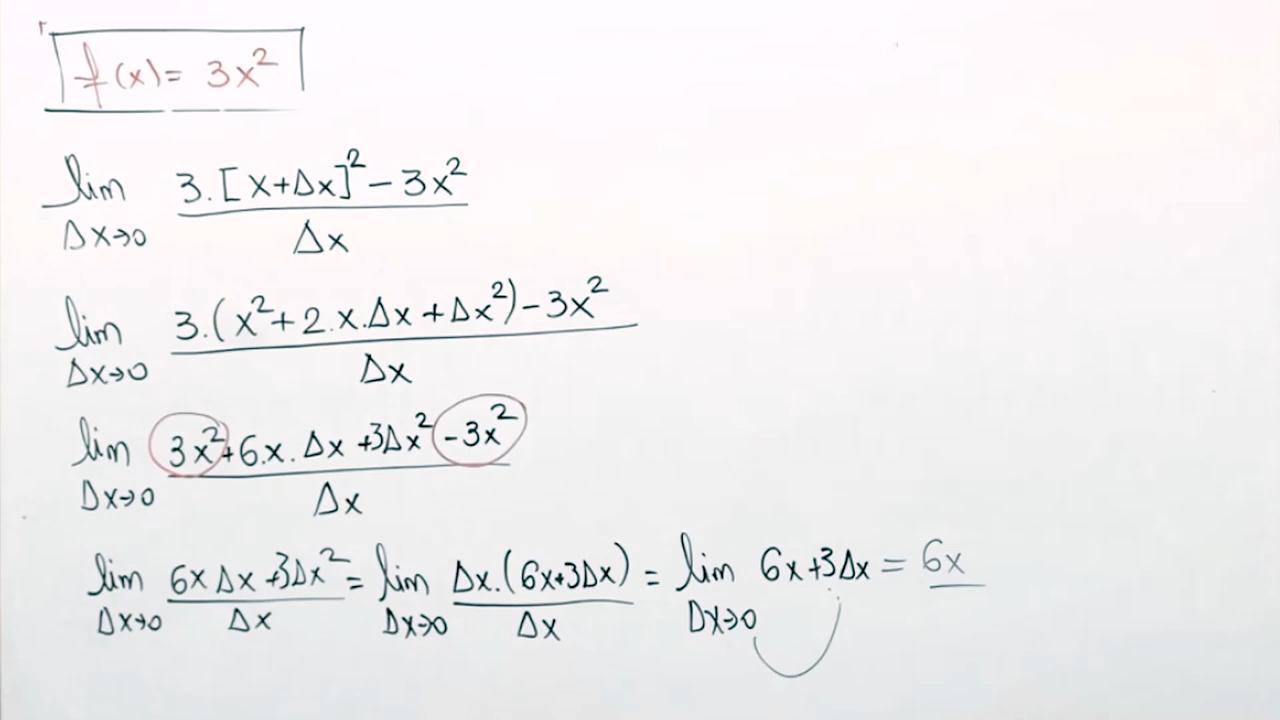 f(x) = 3x²
lim Δx→0 3.[x+Δx]² - 3x² / Δx
lim Δx→0 3.(x² + 2.x.Δx + Δx²) - 3x² / Δx
lim Δx→0 3x² + 6.x.Δx + 3Δx² - 3x² / Δx
lim Δx→0 6xΔx + 3Δx² / Δx = lim Δx→0 Δx.(6x+3Δx) / Δx = lim Δx→0 6x+3Δx = 6x